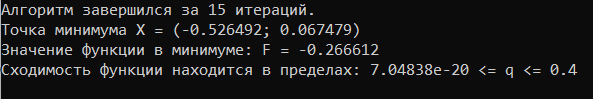 Алгоритм завершился за 15 итераций.
Точка минимума X = (-0.526492; 0.067479)
Значение функции в минимуме: F = -0.266612
Сходимость функции находится в пределах: 7.04838e-20 <= q <= 0.4